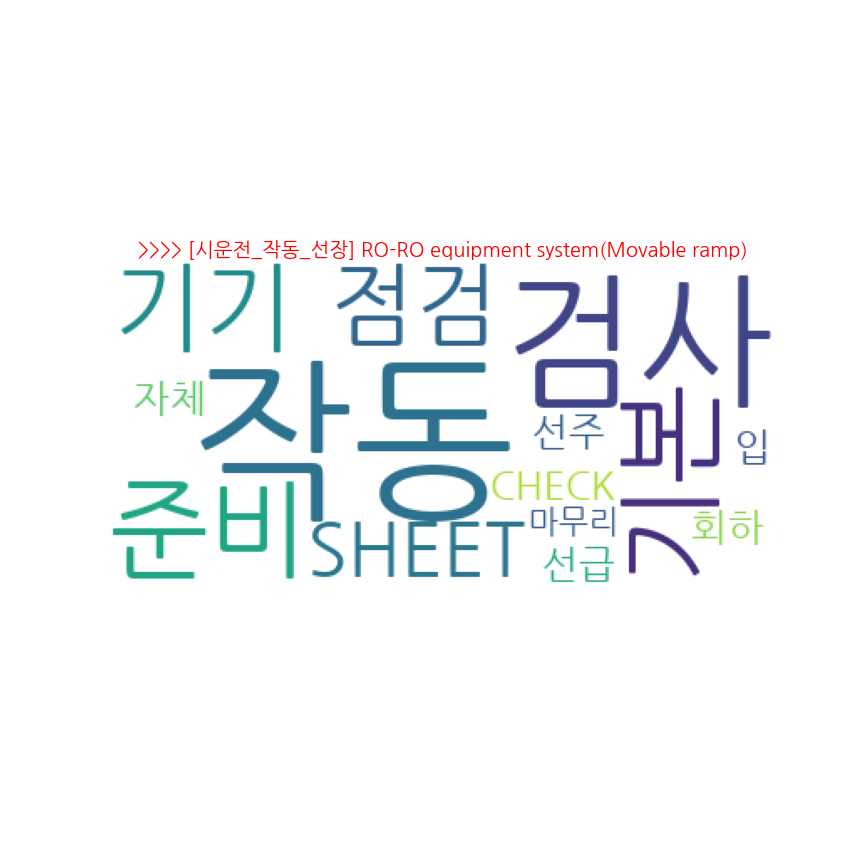 >>>> [시운전_작동_선장] RO-RO equipment system(Movable ramp)
기기
점검
검사
자체
작동
선주
기본
입
준비
CHECK
SHEET
마무리
회하
선급